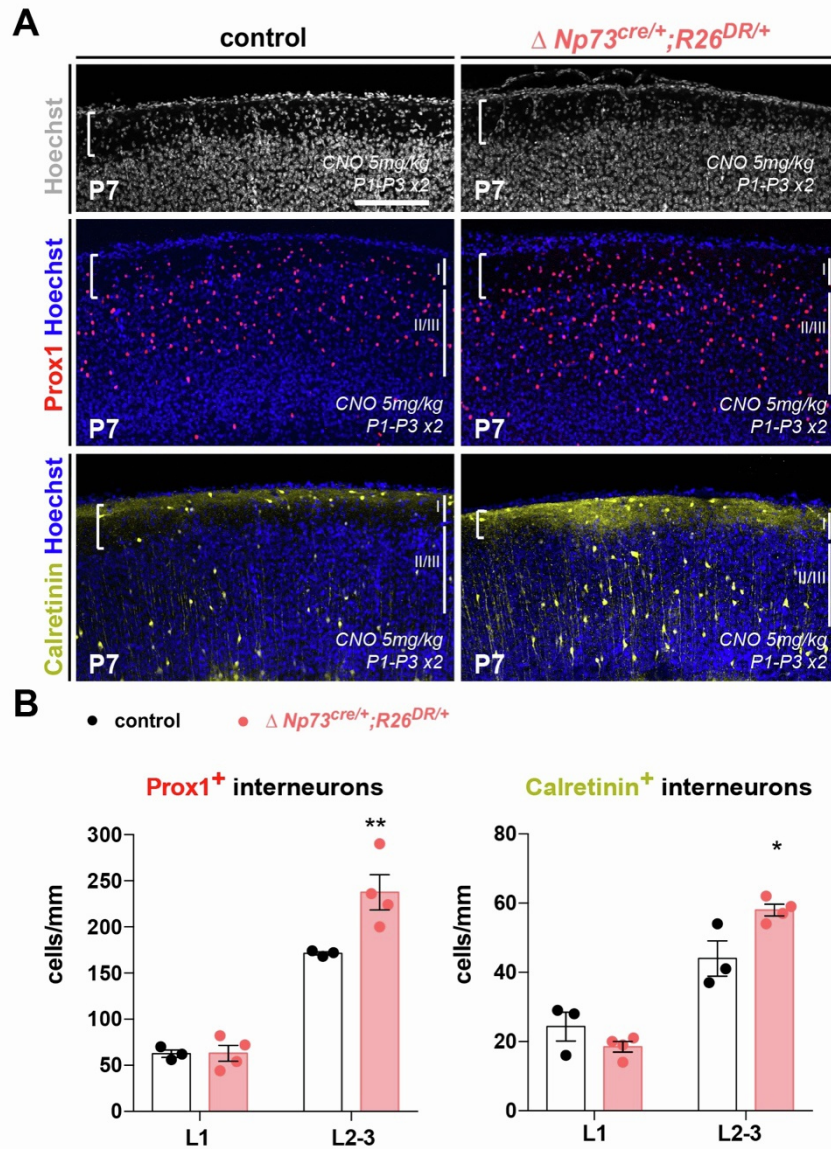 A
control
Δ Np73cre/+;R26DR/+
Hoechst
CNO 5mg/kg
P1-P3 x2
P7
CNO 5mg/kg
P1-P3 x2
P7
Prox1 Hoechst
I
II/III
CNO 5mg/kg
P1-P3 x2
P7
I
II/III
CNO 5mg/kg
P1-P3 x2
P7
Calretinin Hoechst
I
II/III
CNO 5mg/kg
P1-P3 x2
P7
I
II/III
CNO 5mg/kg
P1-P3 x2
P7
B
control
Δ Np73cre/+;R26DR/+
Prox1+ interneurons
cells/mm
300
250
200
150
100
50
0
**
L1
L2-3
Calretinin+ interneurons
cells/mm
80
60
40
20
0
*
L1
L2-3